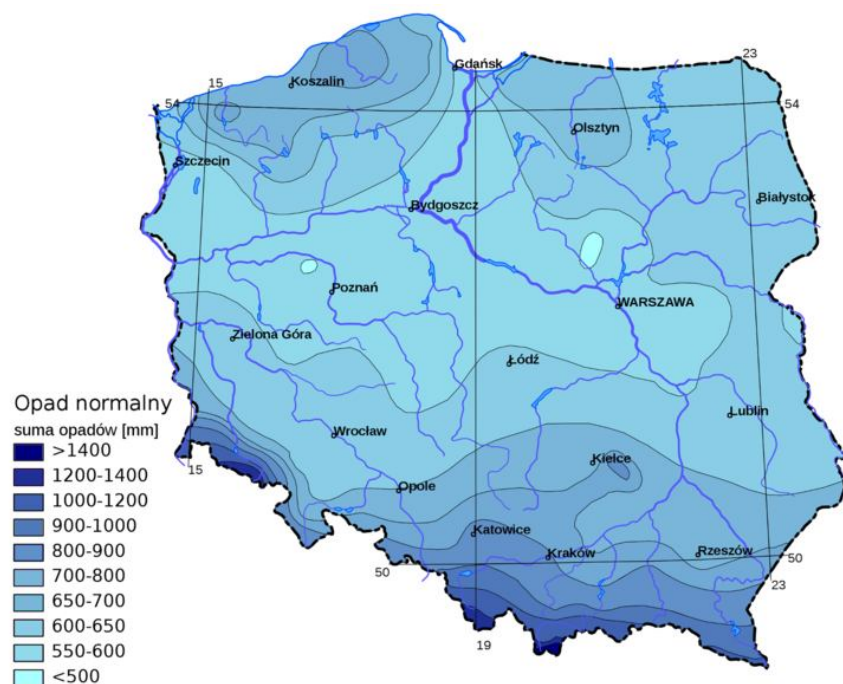 23
15
Gdańsk
Koszalin
54
54
Olsztyn
Szczecin
Białystok
Bydgoszcz
Poznań
WARSZAWA
Zielona Góra
Łódź
Opad normalny
suma opadów [mm]
Lublin
Wrocław
>1400
15
Kielce
1200-1400
Opole
1000-1200
900-1000
Katowice
800-900
Kraków
Rzeszów
50
700-800
50
23
650-700
600-650
19
550-600
<500